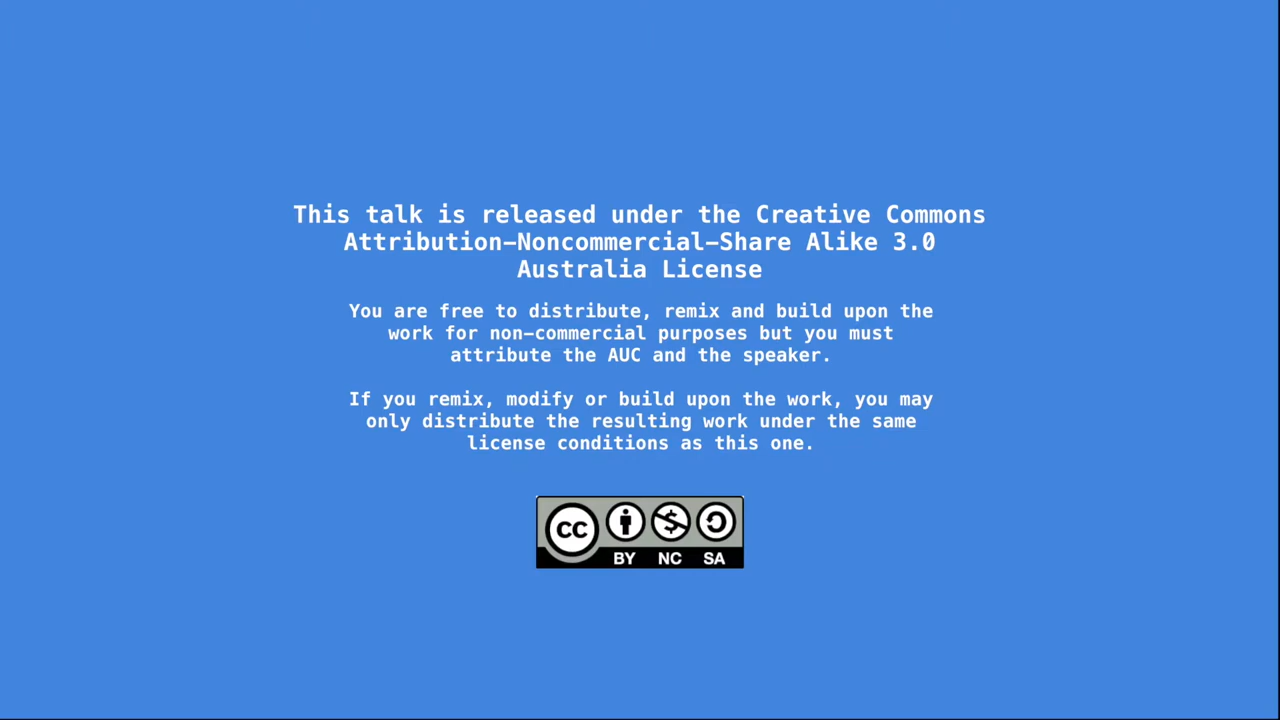 This talk is released under the Creative Commons
Attribution-Noncommercial-Share Alike 3.0
Australia License
You are free to distribute, remix and build upon the
work for non-commercial purposes but you must
attribute the AUC and the speaker.
If you remix, modify or build upon the work, you may
only distribute the resulting work under the same
license conditions as this one.
cc
BY NC SA